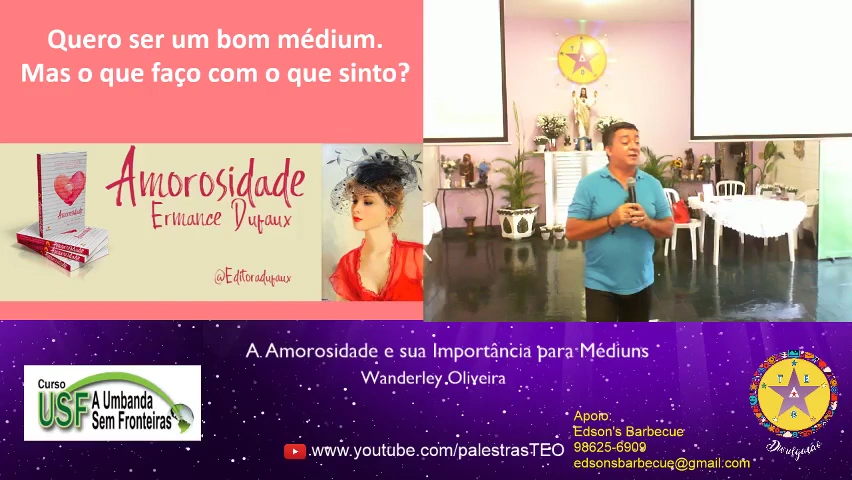 Quero ser um bom médium.
Mas o que faço com o que sinto?
Amorosidade
Ermance Dufaux
@Editoradufaux
Amorosidade
A Amorosidade e sua Importância para Médiuns
Wanderley Oliveira
Curso
USF A Umbanda
Sem Fronteiras
www.youtube.com/palestrasTEO
Apoio:
Edson's Barbecue
98625-6909
edsonsbarbecue@gmail.com
Divulgação